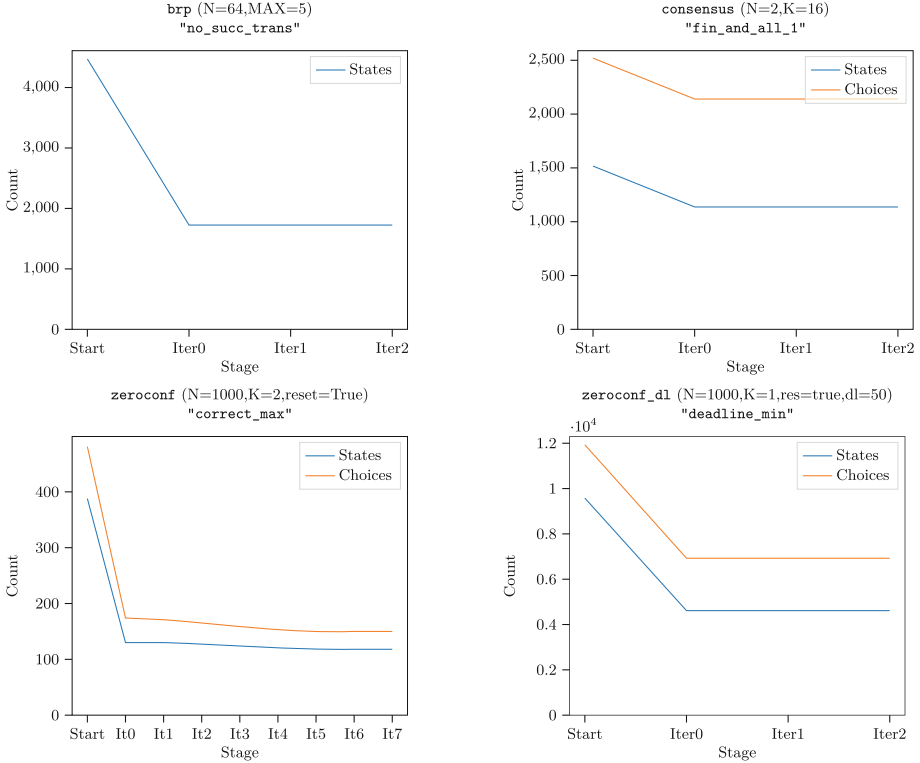 brp (N=64,MAX=5)
"no_succ_trans"
States
4,000
3,000
2,000
1,000
0
Count
Start Iter0 Iter1 Iter2
Stage
consensus (N=2,K=16)
"fin_and_all_1"
States
Choices
2,500
2,000
1,500
1,000
500
0
Count
Start Iter0 Iter1 Iter2
Stage
zeroconf (N=1000,K=2,reset=True)
"correct_max"
States
Choices
400
300
200
100
0
Count
Start It0 It1 It2 It3 It4 It5 It6 It7
Stage
zeroconf_dl (N=1000,K=1,res=true,dl=50)
"deadline_min"
·10⁴
States
Choices
1.2
1
0.8
0.6
0.4
0.2
0
Count
Start Iter0 Iter1 Iter2
Stage